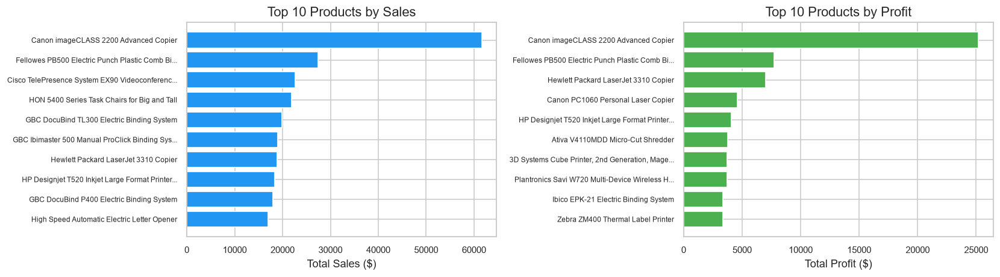 Top 10 Products by Sales
Canon imageCLASS 2200 Advanced Copier
Fellowes PB500 Electric Punch Plastic Comb Bi...
Cisco TelePresence System EX90 Videoconferenc...
HON 5400 Series Task Chairs for Big and Tall
GBC DocuBind TL300 Electric Binding System
GBC Ibimaster 500 Manual ProClick Binding Sys...
Hewlett Packard LaserJet 3310 Copier
HP Designjet T520 Inkjet Large Format Printer...
GBC DocuBind P400 Electric Binding System
High Speed Automatic Electric Letter Opener
0 10000 20000 30000 40000 50000 60000
Total Sales ($)
Top 10 Products by Profit
Canon imageCLASS 2200 Advanced Copier
Fellowes PB500 Electric Punch Plastic Comb Bi...
Hewlett Packard LaserJet 3310 Copier
Canon PC1060 Personal Laser Copier
HP Designjet T520 Inkjet Large Format Printer...
Ativa V4110MDD Micro-Cut Shredder
3D Systems Cube Printer, 2nd Generation, Mage...
Plantronics Savi W720 Multi-Device Wireless H...
Ibico EPK-21 Electric Binding System
Zebra ZM400 Thermal Label Printer
0 5000 10000 15000 20000 25000
Total Profit ($)